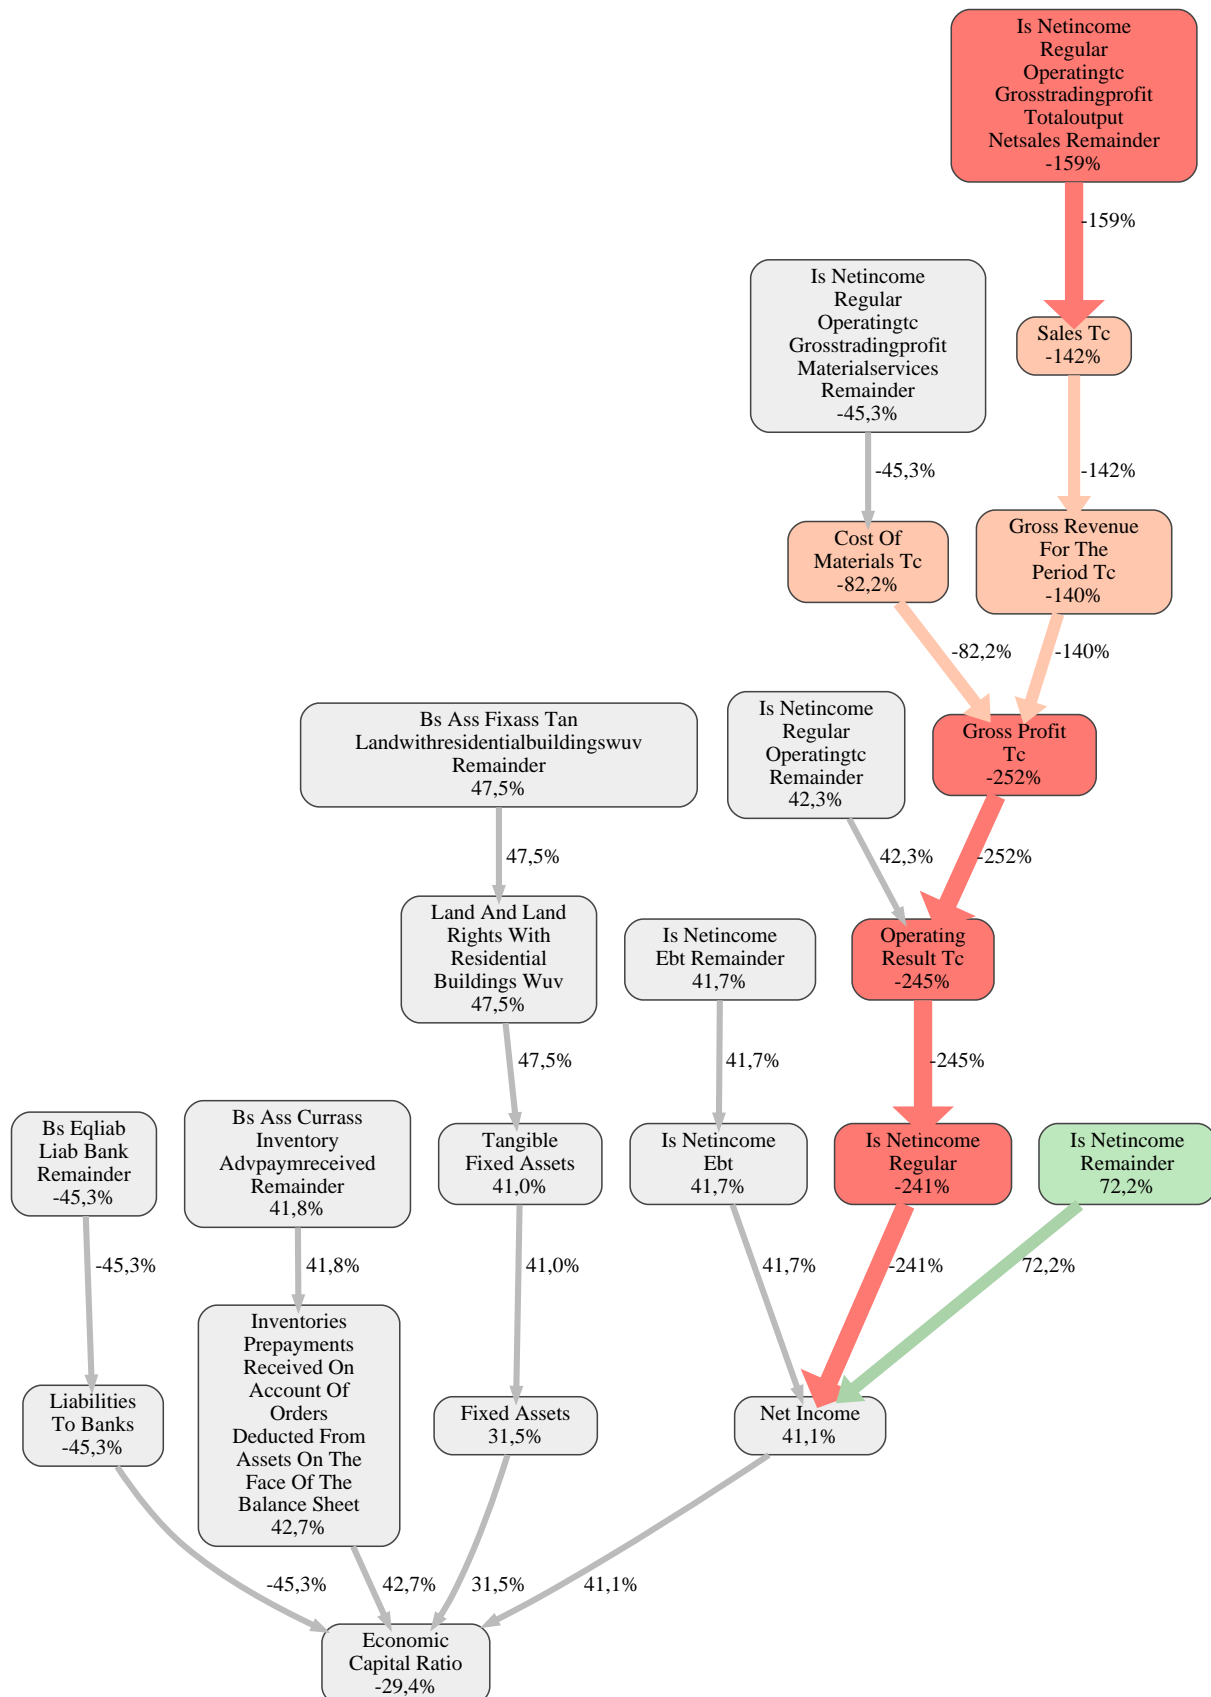 Is Netincome
Regular
Operatingtc
Grosstradingprofit
Totaloutput
Netsales Remainder
-159%
-159%
Is Netincome
Regular
Operatingtc
Grosstradingprofit
Materialservices
Remainder
-45,3%
Sales Tc
-142%
-45,3%
-142%
Cost Of
Materials Tc
-82,2%
Gross Revenue
For The
Period Tc
-140%
-82,2%
-140%
Bs Ass Fixass Tan
Landwithresidentialbuildingswuv
Remainder
47,5%
Is Netincome
Regular
Operatingtc
Remainder
42,3%
Gross Profit
Tc
-252%
47,5%
42,3%
-252%
Land And Land
Rights With
Residential
Buildings Wuv
47,5%
Is Netincome
Ebt Remainder
41,7%
Operating
Result Tc
-245%
47,5%
41,7%
-245%
Bs Eqliab
Liab Bank
Remainder
-45,3%
Bs Ass Currass
Inventory
Advpaymreceived
Remainder
41,8%
Tangible
Fixed Assets
41,0%
Is Netincome
Ebt
41,7%
Is Netincome
Regular
-241%
Is Netincome
Remainder
72,2%
-45,3%
41,8%
41,0%
41,7%
-241%
72,2%
Liabilities
To Banks
-45,3%
Inventories
Prepayments
Received On
Account Of
Orders
Deducted From
Assets On The
Face Of The
Balance Sheet
42,7%
Fixed Assets
31,5%
Net Income
41,1%
-45,3%
42,7%
31,5%
41,1%
Economic
Capital Ratio
-29,4%